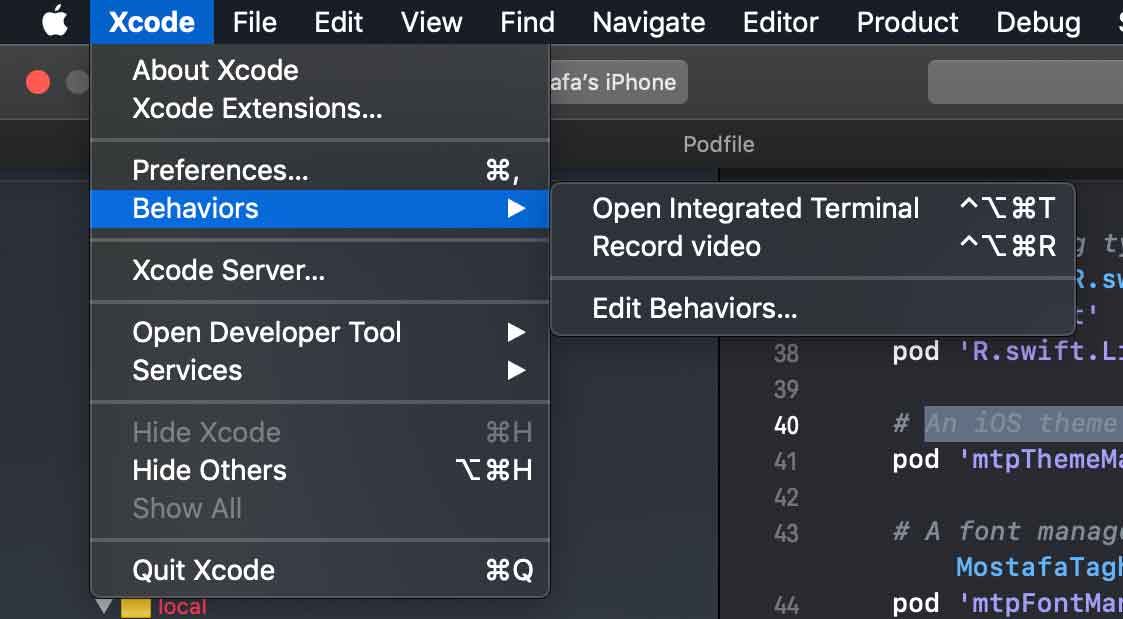 Xcode File Edit View Find Navigate Editor Product Debug
About Xcode
Xcode Extensions...
afa's iPhone
Podfile
Preferences... ⌘,
Behaviors ▶
Open Integrated Terminal ^⌥⌘T
Record video ^⌥⌘R
Edit Behaviors...
Xcode Server...
Open Developer Tool ▶
Services ▶
Hide Xcode ⌘H
Hide Others ⌥⌘H
Show All
Quit Xcode ⌘Q
local
38 pod 'R.swift.Li
39
40 # An iOS theme
41 pod 'mtpThemeMa
42
43 # A font manage
MostafaTagh
44 pod 'mtpFontMan